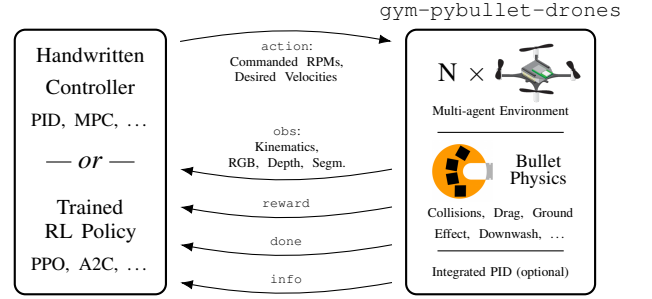 gym-pybullet-drones
Handwritten
Controller
PID, MPC, ...
— or —
Trained
RL Policy
PPO, A2C, ...
action:
Commanded RPMs,
Desired Velocities
obs:
Kinematics,
RGB, Depth, Segm.
reward
done
info
N ×
Multi-agent Environment
Bullet
Physics
Collisions, Drag, Ground
Effect, Downwash, ...
Integrated PID (optional)